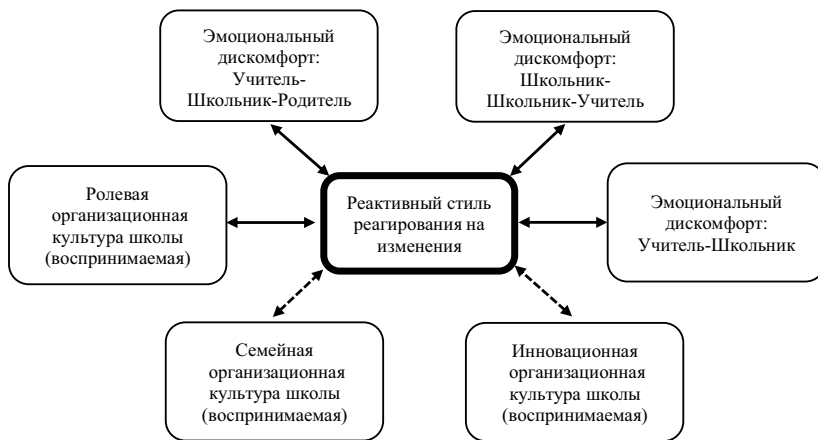 Эмоциональный
дискомфорт:
Учитель-
Школьник-Родитель
Эмоциональный
дискомфорт:
Школьник-
Школьник-Учитель
Ролевая
организационная
культура школы
(воспринимаемая)
Реактивный стиль
реагирования на
изменения
Эмоциональный
дискомфорт:
Учитель-Школьник
Семейная
организационная
культура школы
(воспринимаемая)
Инновационная
организационная
культура школы
(воспринимаемая)